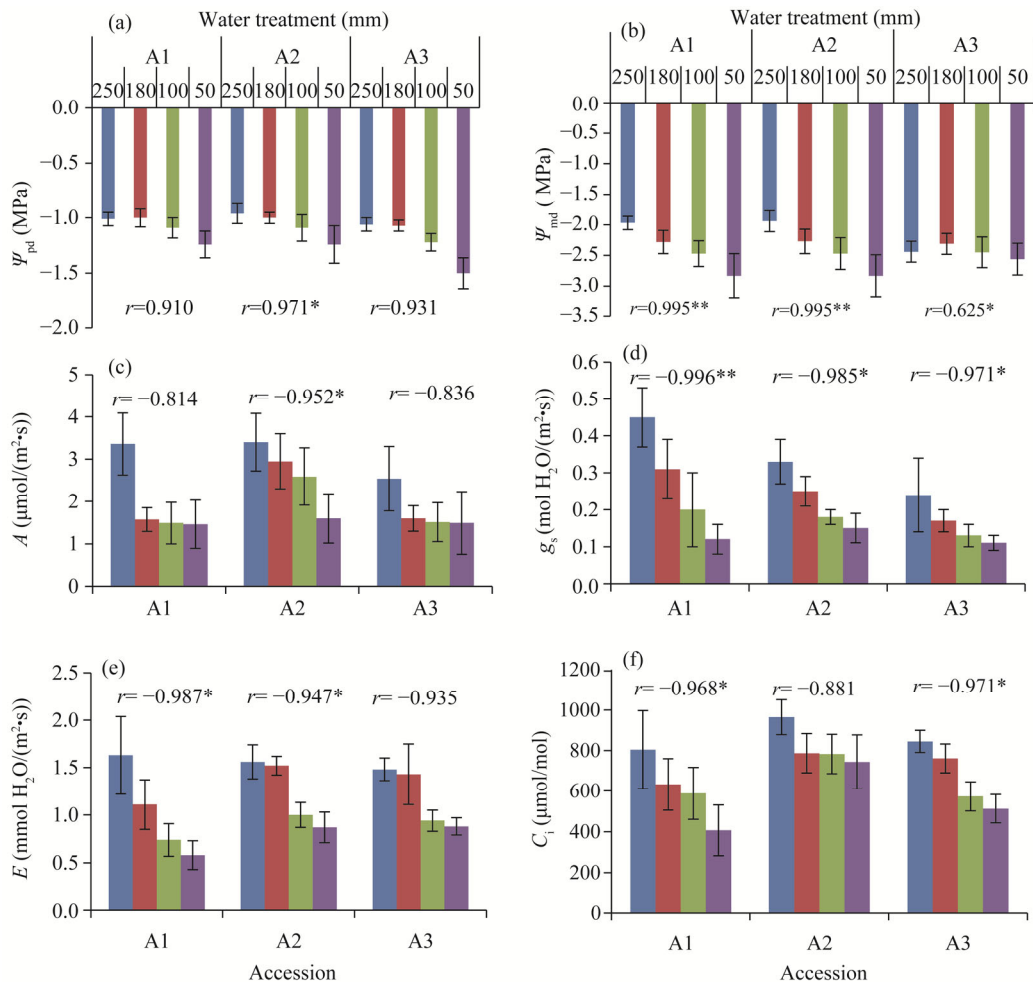 (a) Water treatment (mm)
A1 A2 A3
250 180 100 50 250 180 100 50 250 180 100 50
0.0
−0.5
−1.0
−1.5
−2.0
Ψpd (MPa)
r=0.910 r=0.971* r=0.931
(b) Water treatment (mm)
A1 A2 A3
250 180 100 50 250 180 100 50 250 180 100 50
0.0
−0.5
−1.0
−1.5
−2.0
−2.5
−3.0
−3.5
Ψmd ( MPa)
r=0.995** r=0.995** r=0.625*
(c)
r= −0.814 r= −0.952* r= −0.836
5
4
3
2
1
0
A (μmol/(m²•s))
A1 A2 A3
(d)
r= −0.996** r= −0.985* r= −0.971*
0.6
0.5
0.4
0.3
0.2
0.1
0.0
gs (mol H₂O/(m²•s))
A1 A2 A3
(e)
r= −0.987* r= −0.947* r= −0.935
2.5
2.0
1.5
1.0
0.5
0.0
E (mmol H₂O/(m²•s))
A1 A2 A3
Accession
(f)
r= −0.968* r= −0.881 r= −0.971*
1200
1000
800
600
400
200
0
Ci (μmol/mol)
A1 A2 A3
Accession